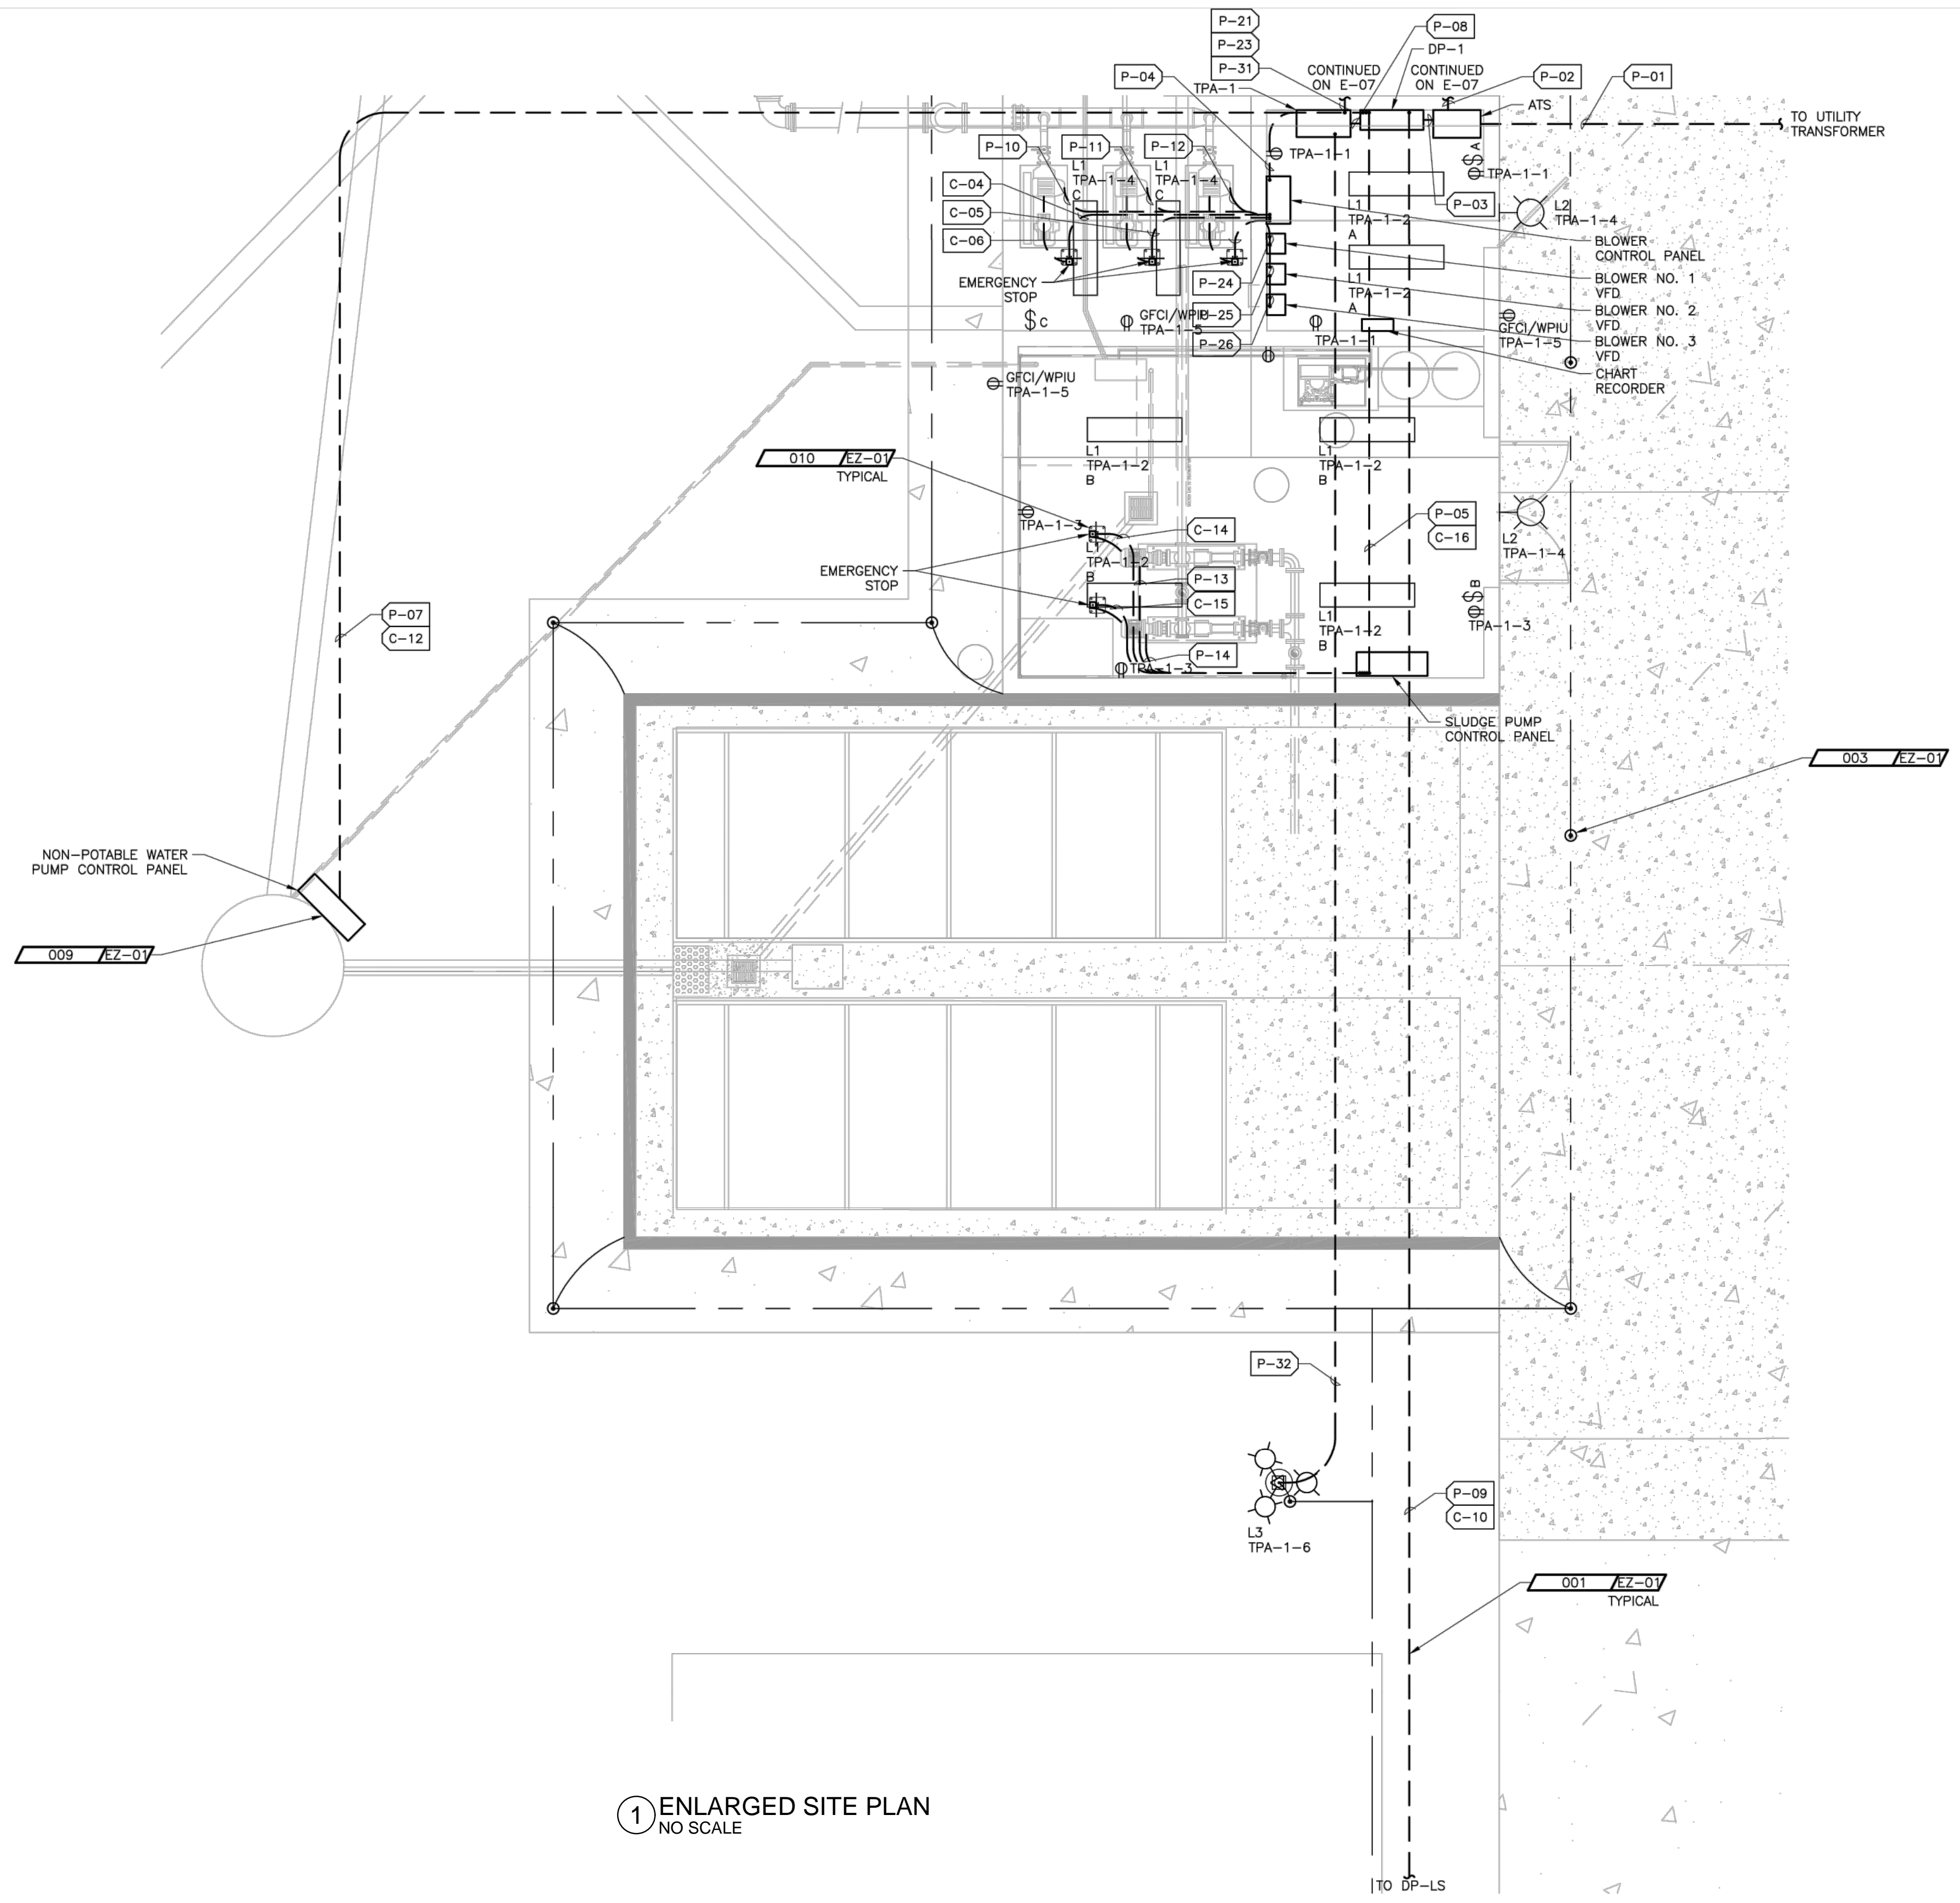 P-21
P-23
P-31
P-08
DP-1
P-04
TPA-1
CONTINUED
ON E-07
CONTINUED
ON E-07
P-02
P-01
ATS
TO UTILITY
TRANSFORMER
P-10
P-11
P-12
TPA-1-1
A
TPA-1-1
C-04
C-05
C-06
L1
TPA-1-4
C
L1
TPA-1-4
C
L1
TPA-1-2
A
P-03
L2
TPA-1-4
BLOWER
CONTROL PANEL
BLOWER NO. 1
VFD
BLOWER NO. 2
VFD
BLOWER NO. 3
VFD
CHART
RECORDER
EMERGENCY
STOP
P-24
P-25
P-26
L1
TPA-1-2
A
C
GFCI/WPIU
TPA-1-5
TPA-1-1
GFCI/WPIU
TPA-1-5
GFCI/WPIU
TPA-1-5
010 EZ-01
TYPICAL
L1
TPA-1-2
B
L1
TPA-1-2
B
TPA-1-3
C-14
P-05
C-16
L2
TPA-1-4
EMERGENCY
STOP
L1
TPA-1-2
B
P-13
C-15
B
TPA-1-3
L1
TPA-1-2
B
P-07
C-12
P-14
TPA-1-3
SLUDGE PUMP
CONTROL PANEL
003 EZ-01
NON-POTABLE WATER
PUMP CONTROL PANEL
009 EZ-01
P-32
P-09
C-10
L3
TPA-1-6
001 EZ-01
TYPICAL
1 ENLARGED SITE PLAN
NO SCALE
TO DP-LS